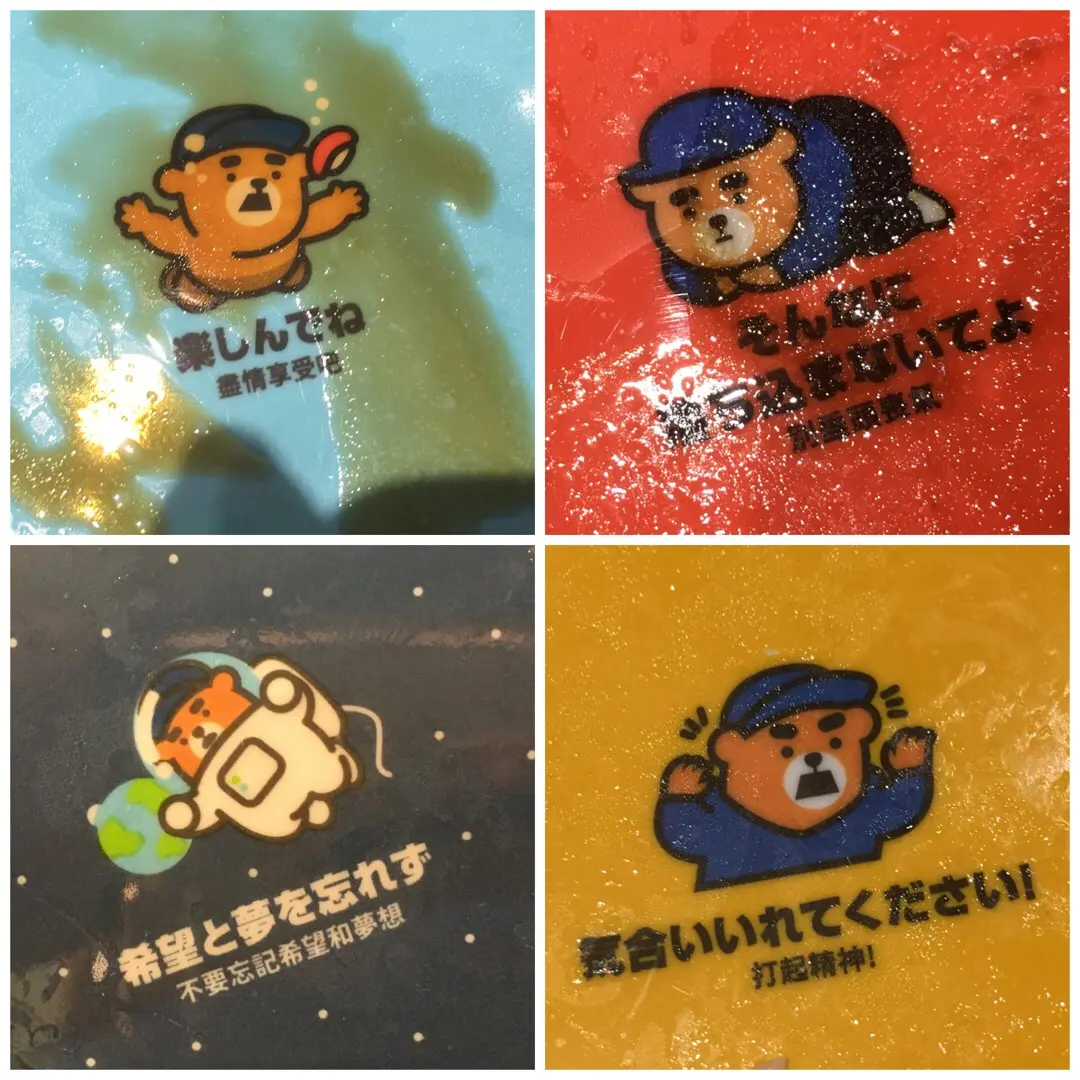 楽しんでね
盡情享受吧
そんなに
落ち込まないでよ
別垂頭喪氣
希望と夢を忘れず
不要忘記希望和夢想
気合いいれてください!
打起精神!